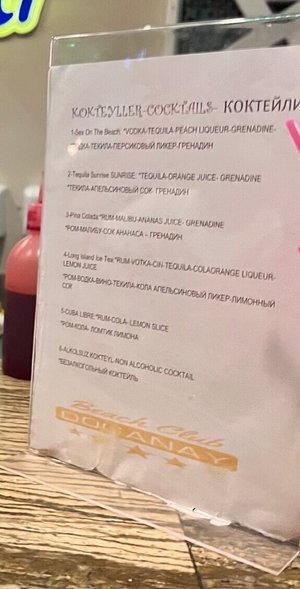 KOKTEYLLER-COCKTAILS- КОКТЕЙЛИ
1-Sex On The Beach: *VODKA-TEQUILA-PEACH LIQUEUR-GRENADINE-
*ВОДКА-ТЕКИЛА-ПЕРСИКОВЫЙ ЛИКЕР-ГРЕНАДИН
2-Tequila Sunrise SUNRISE: *TEQUILA-ORANGE JUICE- GRENADINE
*ТЕКИЛА-АПЕЛЬСИНОВЫЙ СОК- ГРЕНАДИН
3-Pina Colada:*RUM-MALIBU-ANANAS JUICE- GRENADINE
*РОМ-МАЛИБУ-СОК АНАНАСА – ГРЕНАДИН
4-Long Island Ice Tea:*RUM-VOTKA-CIN-TEQUILA-COLAORANGE LIQUEUR-
LEMON JUICE
*РОМ-ВОДКА-ВИНО-ТЕКИЛА-КОЛА АПЕЛЬСИНОВЫЙ ЛИКЕР-ЛИМОННЫЙ
СОК
5-CUBA LIBRE:*RUM-COLA- LEMON SLICE
*РОМ-КОЛА- ЛОМТИК ЛИМОНА
6-ALKOLSUZ KOKTEYL-NON ALCOHOLIC COCKTAIL
*БЕЗАЛКОГОЛЬНЫЙ КОКТЕЙЛЬ
Beach Club
DOGANAY